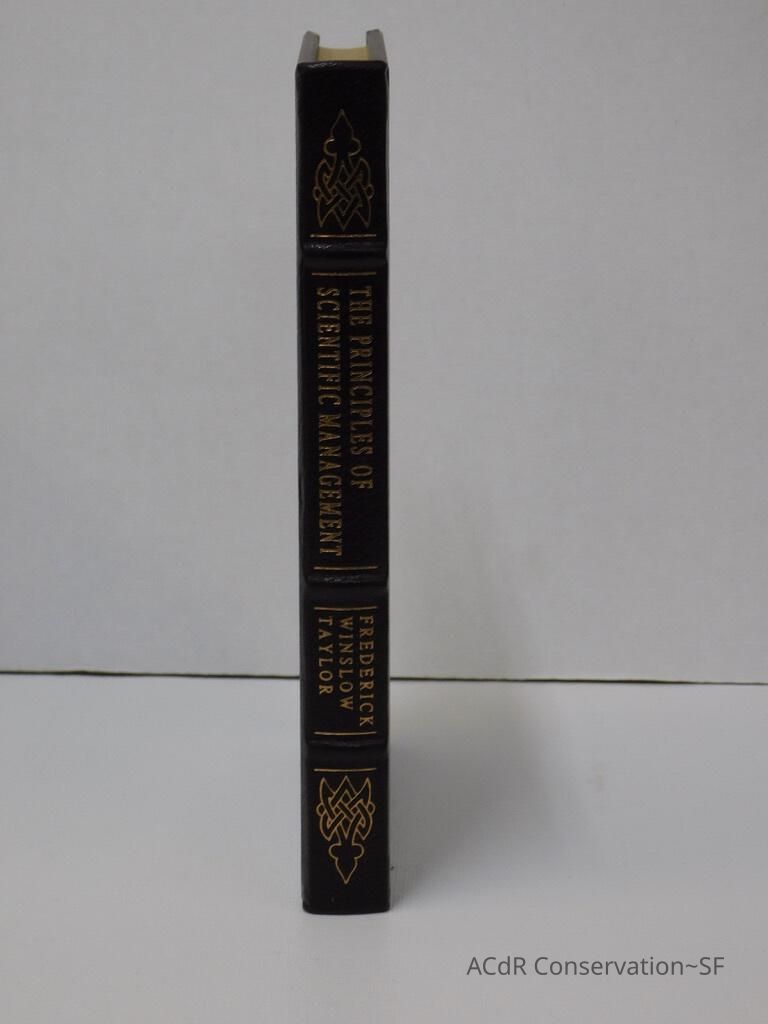 THE PRINCIPLES OF
SCIENTIFIC MANAGEMENT
FREDERICK
WINSLOW
TAYLOR
ACdR Conservation~SF